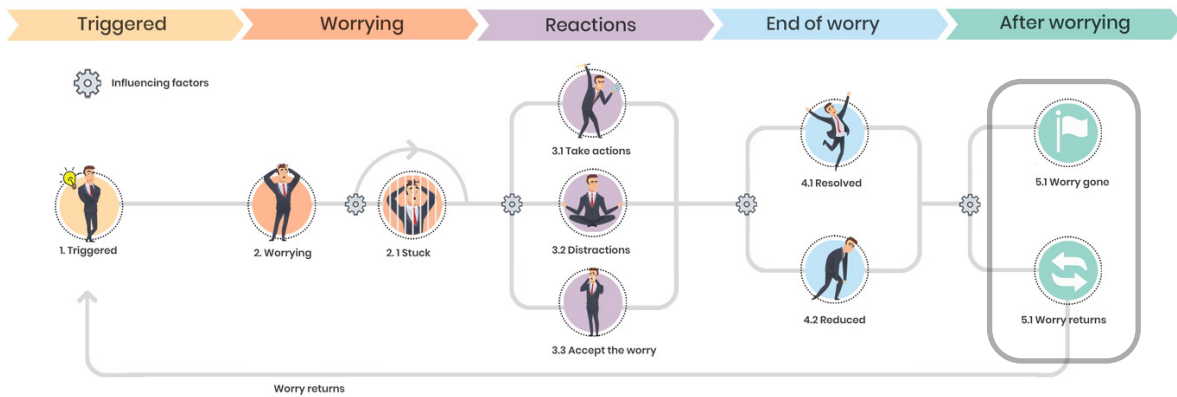 Triggered
Worrying
Reactions
End of worry
After worrying
Influencing factors
3.1 Take actions
4.1 Resolved
5.1 Worry gone
1. Triggered
2. Worrying
2. 1 Stuck
3.2 Distractions
4.2 Reduced
5.1 Worry returns
3.3 Accept the worry
Worry returns